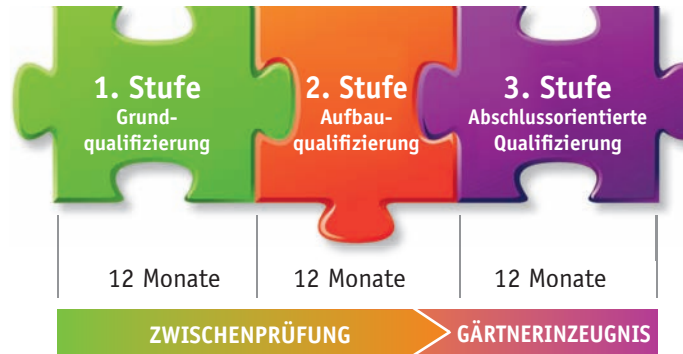 1. Stufe
Grund-
qualifizierung
2. Stufe
Aufbau-
qualifizierung
3. Stufe
Abschlussorientierte
Qualifizierung
12 Monate
12 Monate
12 Monate
ZWISCHENPRÜFUNG
GÄRTNERINZEUGNIS